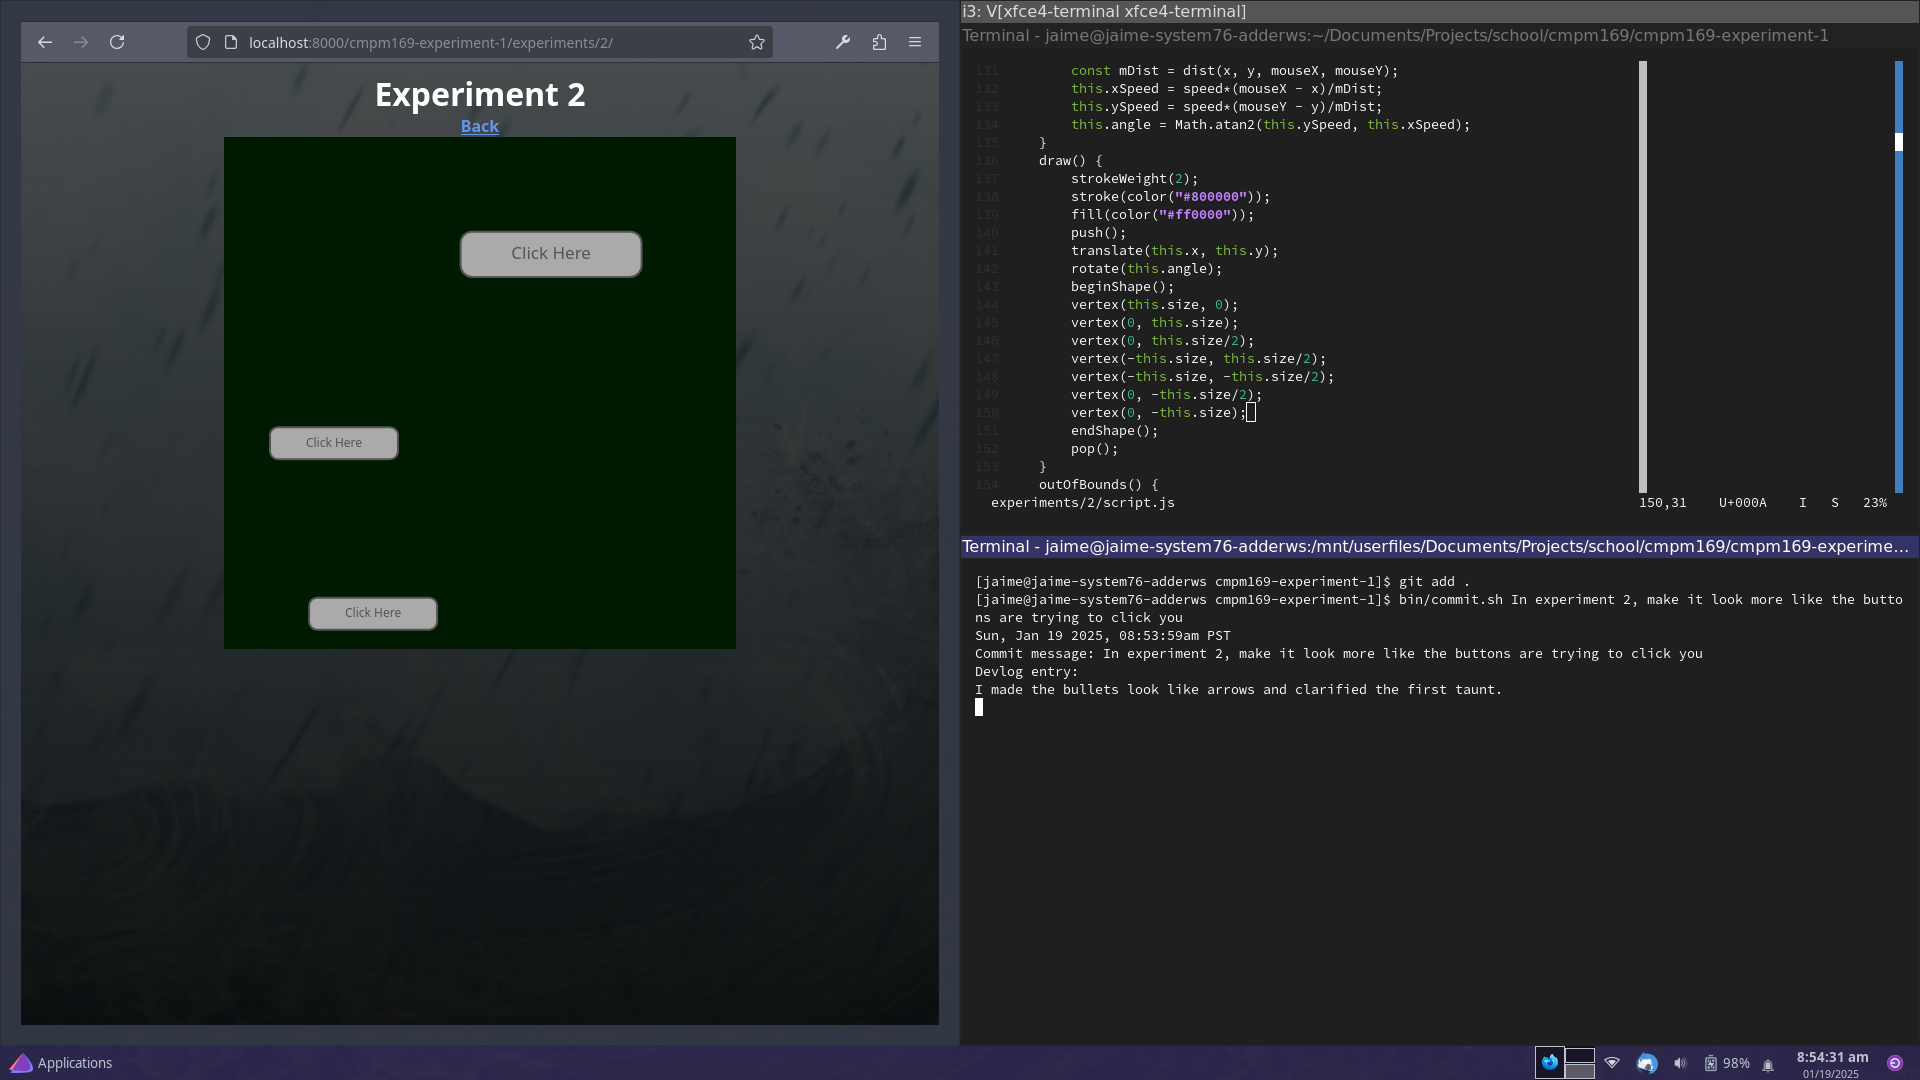 localhost:8000/cmpm169-experiment-1/experiments/2/
Experiment 2
Back
Click Here
Click Here
Click Here
i3: V[xfce4-terminal xfce4-terminal]
Terminal - jaime@jaime-system76-adderws:~/Documents/Projects/school/cmpm169/cmpm169-experiment-1
131 const mDist = dist(x, y, mouseX, mouseY);
132 this.xSpeed = speed*(mouseX - x)/mDist;
133 this.ySpeed = speed*(mouseY - y)/mDist;
134 this.angle = Math.atan2(this.ySpeed, this.xSpeed);
135 }
136 draw() {
137 strokeWeight(2);
138 stroke(color("#800000"));
139 fill(color("#ff0000"));
140 push();
141 translate(this.x, this.y);
142 rotate(this.angle);
143 beginShape();
144 vertex(this.size, 0);
145 vertex(0, this.size);
146 vertex(0, this.size/2);
147 vertex(-this.size, this.size/2);
148 vertex(-this.size, -this.size/2);
149 vertex(0, -this.size/2);
150 vertex(0, -this.size);
151 endShape();
152 pop();
153 }
154 outOfBounds() {
experiments/2/script.js 150,31 U+000A I S 23%
Terminal - jaime@jaime-system76-adderws:/mnt/userfiles/Documents/Projects/school/cmpm169/cmpm169-experime...
[jaime@jaime-system76-adderws cmpm169-experiment-1]$ git add .
[jaime@jaime-system76-adderws cmpm169-experiment-1]$ bin/commit.sh In experiment 2, make it look more like the butto
ns are trying to click you
Sun, Jan 19 2025, 08:53:59am PST
Commit message: In experiment 2, make it look more like the buttons are trying to click you
Devlog entry:
I made the bullets look like arrows and clarified the first taunt.
Applications
98%
8:54:31 am
01/19/2025